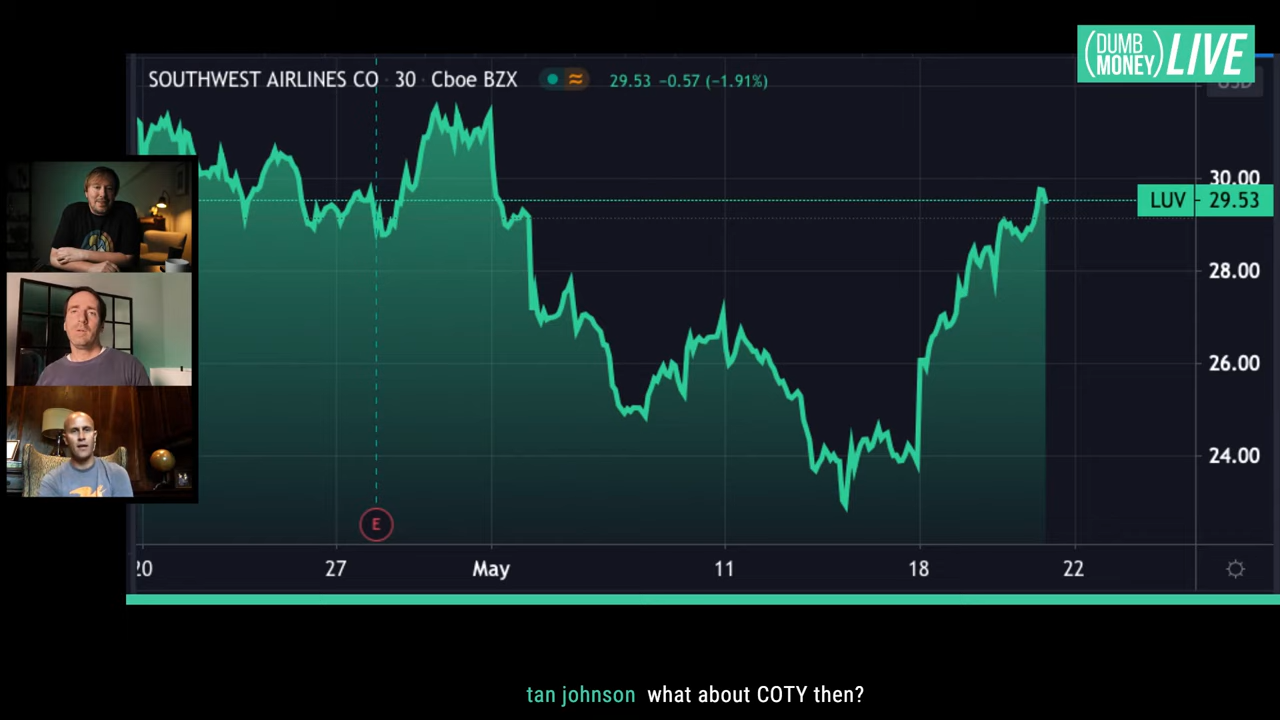 (DUMB
MONEY) LIVE
SOUTHWEST AIRLINES CO · 30 · Cboe BZX 29.53 −0.57 (−1.91%)
USD
30.00
LUV 29.53
28.00
26.00
24.00
E
20 27 May 11 18 22
tan johnson what about COTY then?